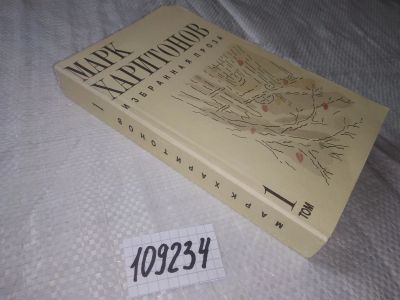 МАРК
ХАРИТОНОВ
ИЗБРАННАЯ ПРОЗА
1
ТОМ
МАРК ХАРИТОНОВ
1
109234